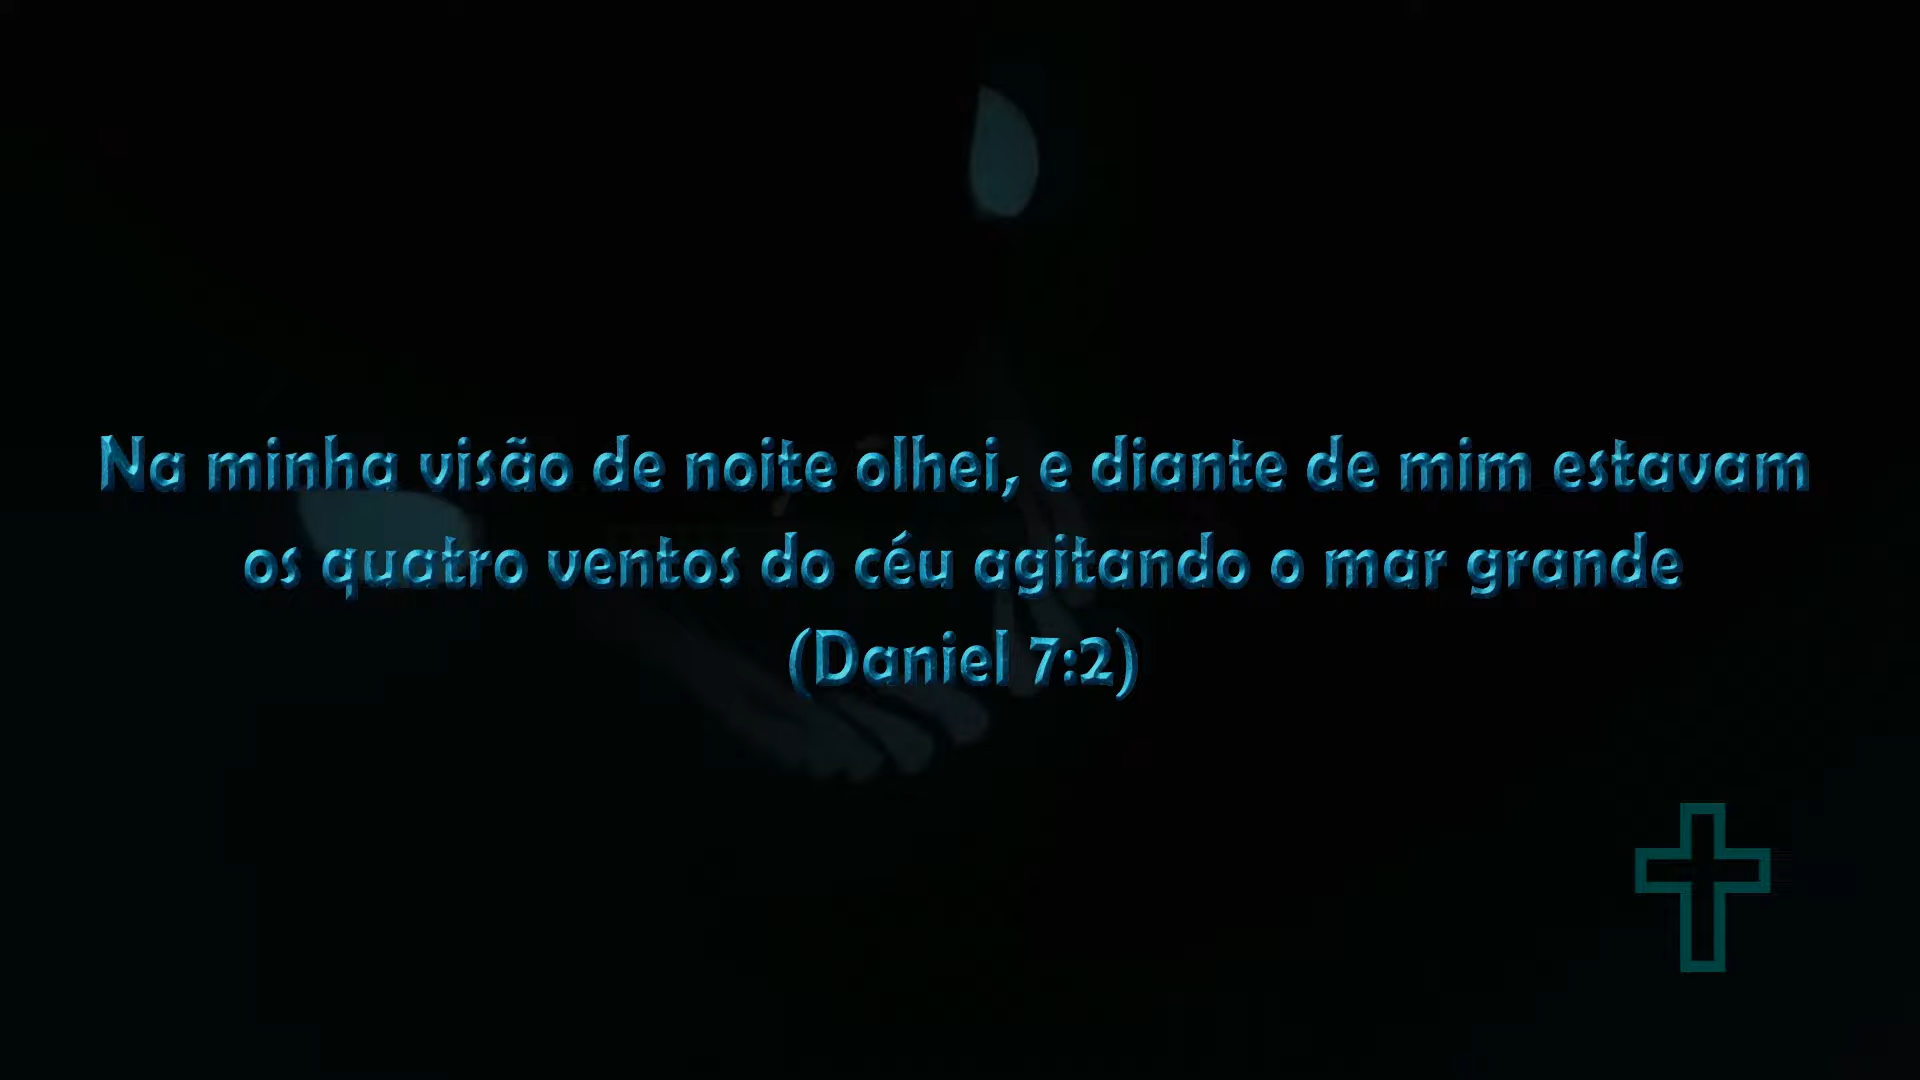 Na minha visão de noite olhei, e diante de mim estavam
os quatro ventos do céu agitando o mar grande
(Daniel 7:2)